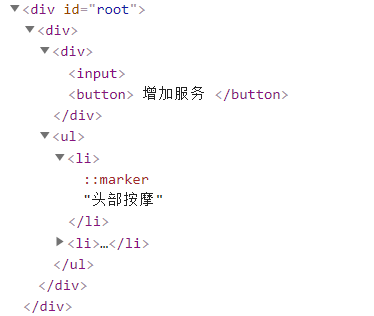 ▼<div id="root">
▼<div>
▼<div>
<input>
<button> 增加服务 </button>
</div>
▼<ul>
▼<li>
::marker
"头部按摩"
</li>
▶<li>…</li>
</ul>
</div>
</div>